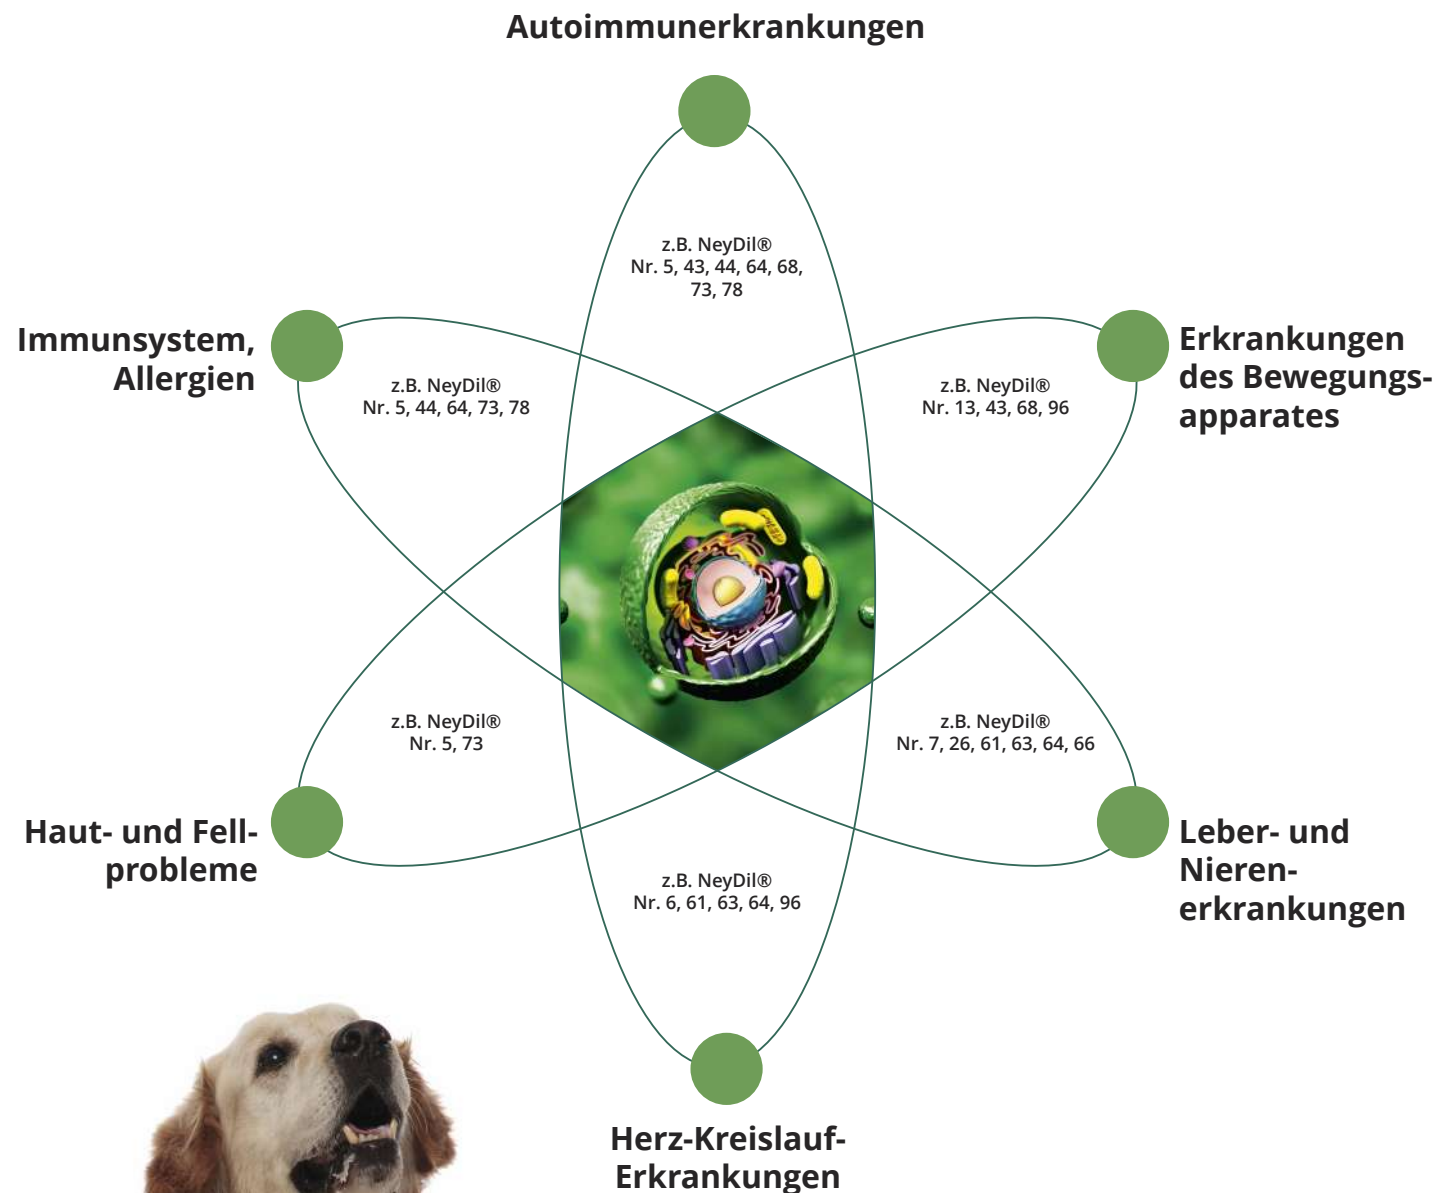 Autoimmunerkrankungen
z.B. NeyDil®
Nr. 5, 43, 44, 64, 68,
73, 78
Immunsystem,
Allergien
z.B. NeyDil®
Nr. 5, 44, 64, 73, 78
z.B. NeyDil®
Nr. 13, 43, 68, 96
Erkrankungen
des Bewegungs-
apparates
Haut- und Fell-
probleme
z.B. NeyDil®
Nr. 5, 73
z.B. NeyDil®
Nr. 7, 26, 61, 63, 64, 66
Leber- und
Nieren-
erkrankungen
z.B. NeyDil®
Nr. 6, 61, 63, 64, 96
Herz-Kreislauf-
Erkrankungen